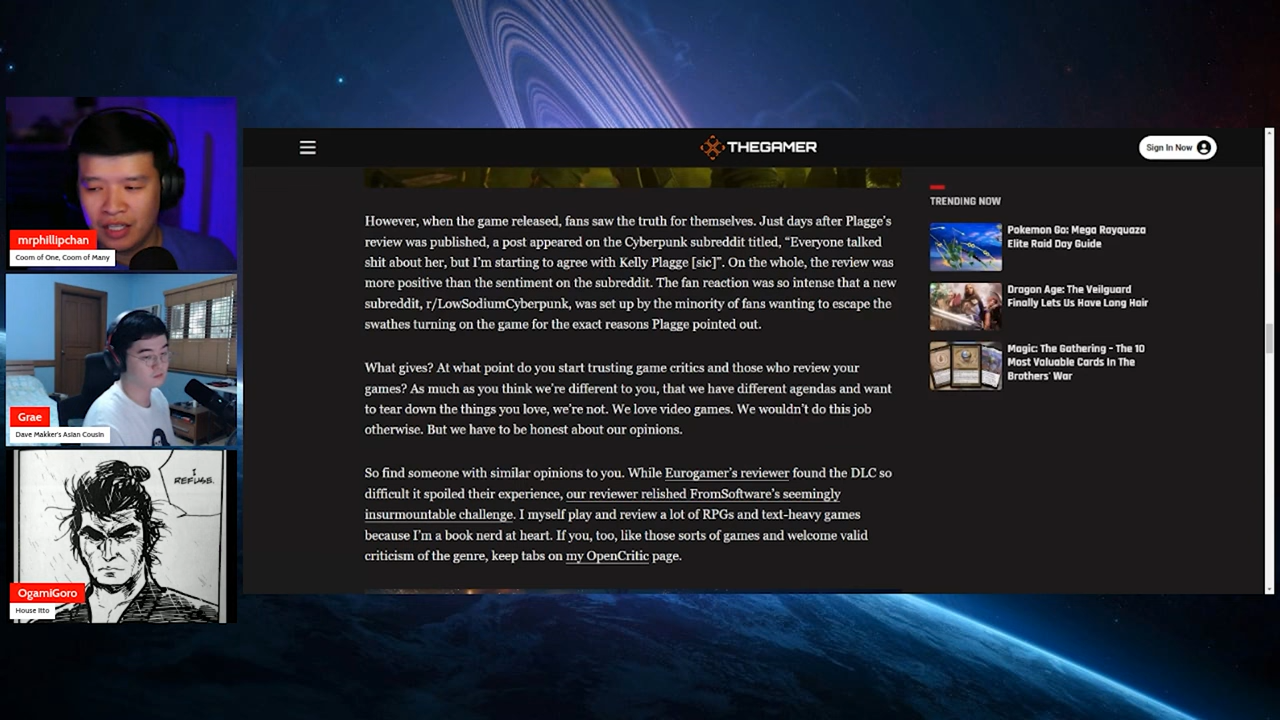 mrphillipchan
Coom of One, Coom of Many
Grae
Dave Makker's Asian Cousin
I
REFUSE.
OgamiGoro
House Itto
THEGAMER
Sign In Now
However, when the game released, fans saw the truth for themselves. Just days after Plagge's
review was published, a post appeared on the Cyberpunk subreddit titled, “Everyone talked
shit about her, but I’m starting to agree with Kelly Plagge [sic]”. On the whole, the review was
more positive than the sentiment on the subreddit. The fan reaction was so intense that a new
subreddit, r/LowSodiumCyberpunk, was set up by the minority of fans wanting to escape the
swathes turning on the game for the exact reasons Plagge pointed out.
What gives? At what point do you start trusting game critics and those who review your
games? As much as you think we’re different to you, that we have different agendas and want
to tear down the things you love, we’re not. We love video games. We wouldn’t do this job
otherwise. But we have to be honest about our opinions.
So find someone with similar opinions to you. While Eurogamer’s reviewer found the DLC so
difficult it spoiled their experience, our reviewer relished FromSoftware’s seemingly
insurmountable challenge. I myself play and review a lot of RPGs and text-heavy games
because I’m a book nerd at heart. If you, too, like those sorts of games and welcome valid
criticism of the genre, keep tabs on my OpenCritic page.
TRENDING NOW
Pokemon Go: Mega Rayquaza
Elite Raid Day Guide
Dragon Age: The Veilguard
Finally Lets Us Have Long Hair
Magic: The Gathering – The 10
Most Valuable Cards In The
Brothers' War